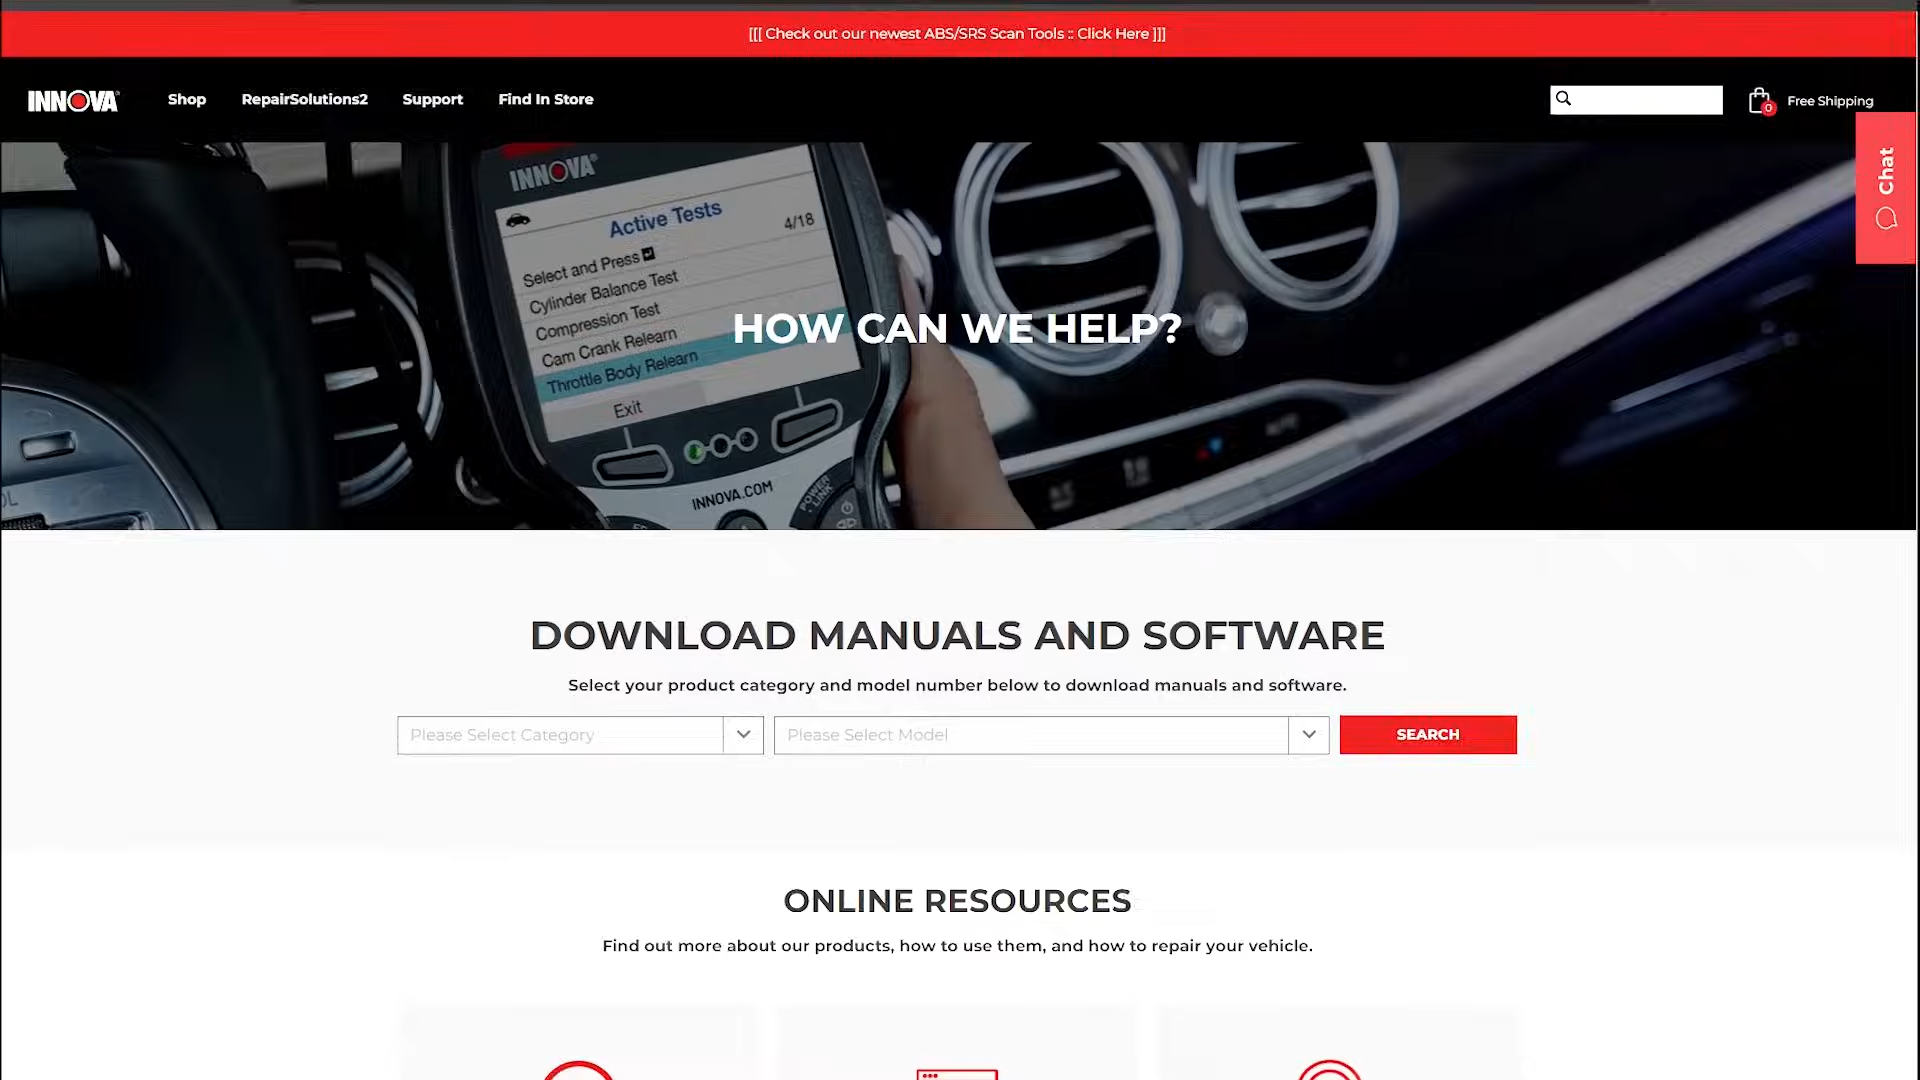 [[[ Check out our newest ABS/SRS Scan Tools :: Click Here ]]]
INNOVA
Shop
RepairSolutions2
Support
Find In Store
0
Free Shipping
Chat
INNOVA
Active Tests
4/18
Select and Press
Cylinder Balance Test
Compression Test
Cam Crank Relearn
Throttle Body Relearn
Exit
INNOVA.COM
POWER
LINK
HOW CAN WE HELP?
DOWNLOAD MANUALS AND SOFTWARE
Select your product category and model number below to download manuals and software.
Please Select Category
Please Select Model
SEARCH
ONLINE RESOURCES
Find out more about our products, how to use them, and how to repair your vehicle.